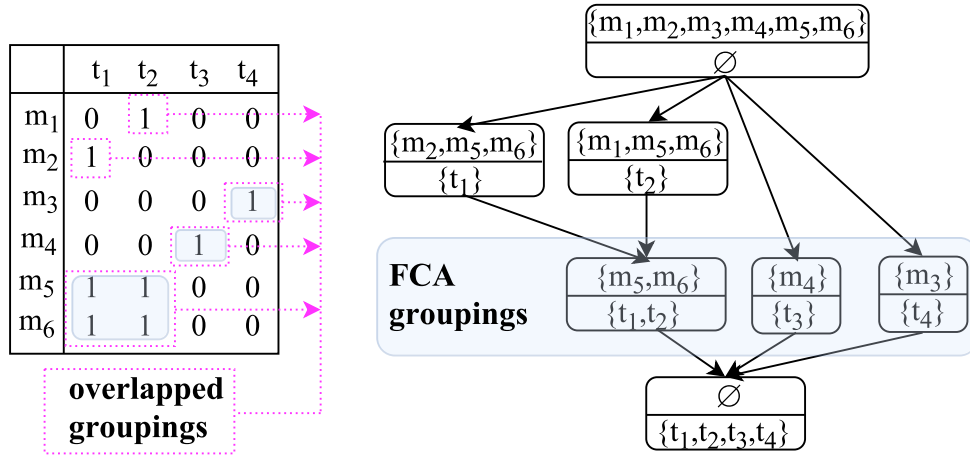 t1 t2 t3 t4
m1 0 1 0 0
m2 1 0 0 0
m3 0 0 0 1
m4 0 0 1 0
m5 1 1 0 0
m6 1 1 0 0
overlapped
groupings
{m1,m2,m3,m4,m5,m6}
∅
{m2,m5,m6}
{t1}
{m1,m5,m6}
{t2}
FCA
groupings
{m5,m6}
{t1,t2}
{m4}
{t3}
{m3}
{t4}
∅
{t1,t2,t3,t4}